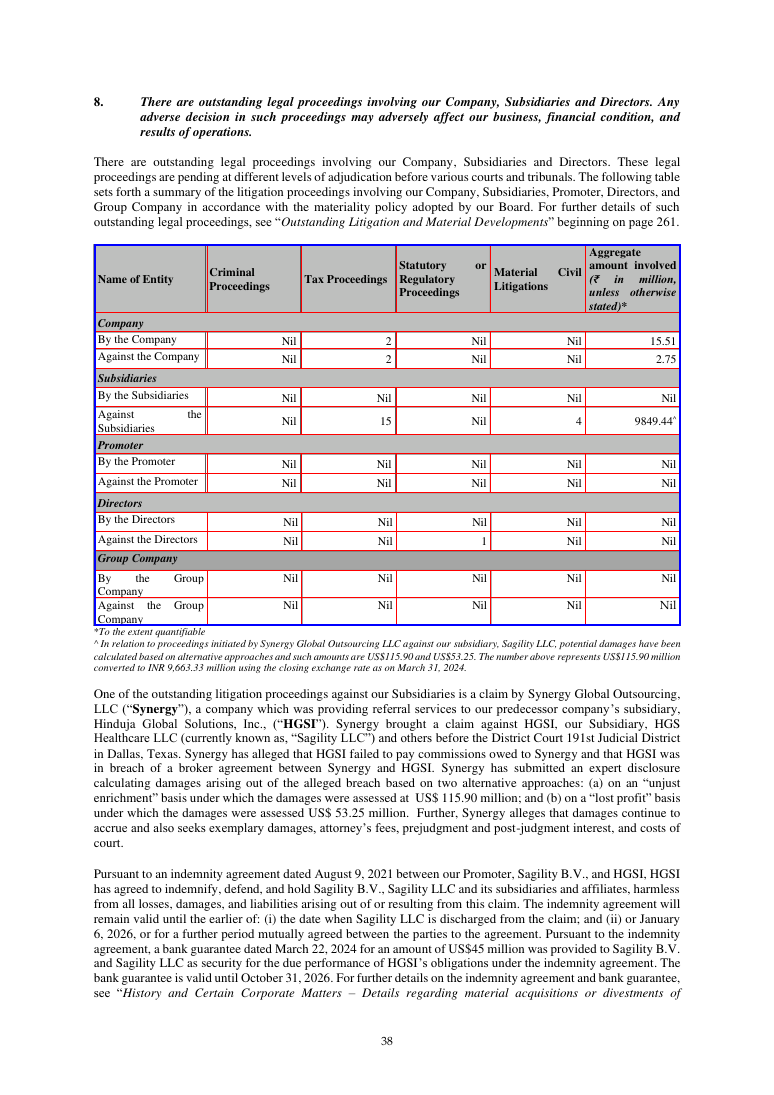 8. There are outstanding legal proceedings involving our Company, Subsidiaries and Directors. Any
adverse decision in such proceedings may adversely affect our business, financial condition, and
results of operations.
There are outstanding legal proceedings involving our Company, Subsidiaries and Directors. These legal
proceedings are pending at different levels of adjudication before various courts and tribunals. The following table
sets forth a summary of the litigation proceedings involving our Company, Subsidiaries, Promoter, Directors, and
Group Company in accordance with the materiality policy adopted by our Board. For further details of such
outstanding legal proceedings, see “Outstanding Litigation and Material Developments” beginning on page 261.
Name of Entity
Criminal
Proceedings
Tax Proceedings
Statutory or
Regulatory
Proceedings
Material Civil
Litigations
Aggregate
amount involved
(₹ in million,
unless otherwise
stated)*
Company
By the Company Nil 2 Nil Nil 15.51
Against the Company Nil 2 Nil Nil 2.75
Subsidiaries
By the Subsidiaries Nil Nil Nil Nil Nil
Against the
Subsidiaries Nil 15 Nil 4 9849.44^
Promoter
By the Promoter Nil Nil Nil Nil Nil
Against the Promoter Nil Nil Nil Nil Nil
Directors
By the Directors Nil Nil Nil Nil Nil
Against the Directors Nil Nil 1 Nil Nil
Group Company
By the Group Nil Nil Nil Nil Nil
Company
Against the Group Nil Nil Nil Nil Nil
Company
*To the extent quantifiable
^ In relation to proceedings initiated by Synergy Global Outsourcing LLC against our subsidiary, Sagility LLC, potential damages have been
calculated based on alternative approaches and such amounts are US$115.90 and US$53.25. The number above represents US$115.90 million
converted to INR 9,663.33 million using the closing exchange rate as on March 31, 2024.
One of the outstanding litigation proceedings against our Subsidiaries is a claim by Synergy Global Outsourcing,
LLC (“Synergy”), a company which was providing referral services to our predecessor company’s subsidiary,
Hinduja Global Solutions, Inc., (“HGSI”). Synergy brought a claim against HGSI, our Subsidiary, HGS
Healthcare LLC (currently known as, “Sagility LLC”) and others before the District Court 191st Judicial District
in Dallas, Texas. Synergy has alleged that HGSI failed to pay commissions owed to Synergy and that HGSI was
in breach of a broker agreement between Synergy and HGSI. Synergy has submitted an expert disclosure
calculating damages arising out of the alleged breach based on two alternative approaches: (a) on an “unjust
enrichment” basis under which the damages were assessed at US$ 115.90 million; and (b) on a “lost profit” basis
under which the damages were assessed US$ 53.25 million. Further, Synergy alleges that damages continue to
accrue and also seeks exemplary damages, attorney’s fees, prejudgment and post-judgment interest, and costs of
court.
Pursuant to an indemnity agreement dated August 9, 2021 between our Promoter, Sagility B.V., and HGSI, HGSI
has agreed to indemnify, defend, and hold Sagility B.V., Sagility LLC and its subsidiaries and affiliates, harmless
from all losses, damages, and liabilities arising out of or resulting from this claim. The indemnity agreement will
remain valid until the earlier of: (i) the date when Sagility LLC is discharged from the claim; and (ii) or January
6, 2026, or for a further period mutually agreed between the parties to the agreement. Pursuant to the indemnity
agreement, a bank guarantee dated March 22, 2024 for an amount of US$45 million was provided to Sagility B.V.
and Sagility LLC as security for the due performance of HGSI’s obligations under the indemnity agreement. The
bank guarantee is valid until October 31, 2026. For further details on the indemnity agreement and bank guarantee,
see “History and Certain Corporate Matters – Details regarding material acquisitions or divestments of
38